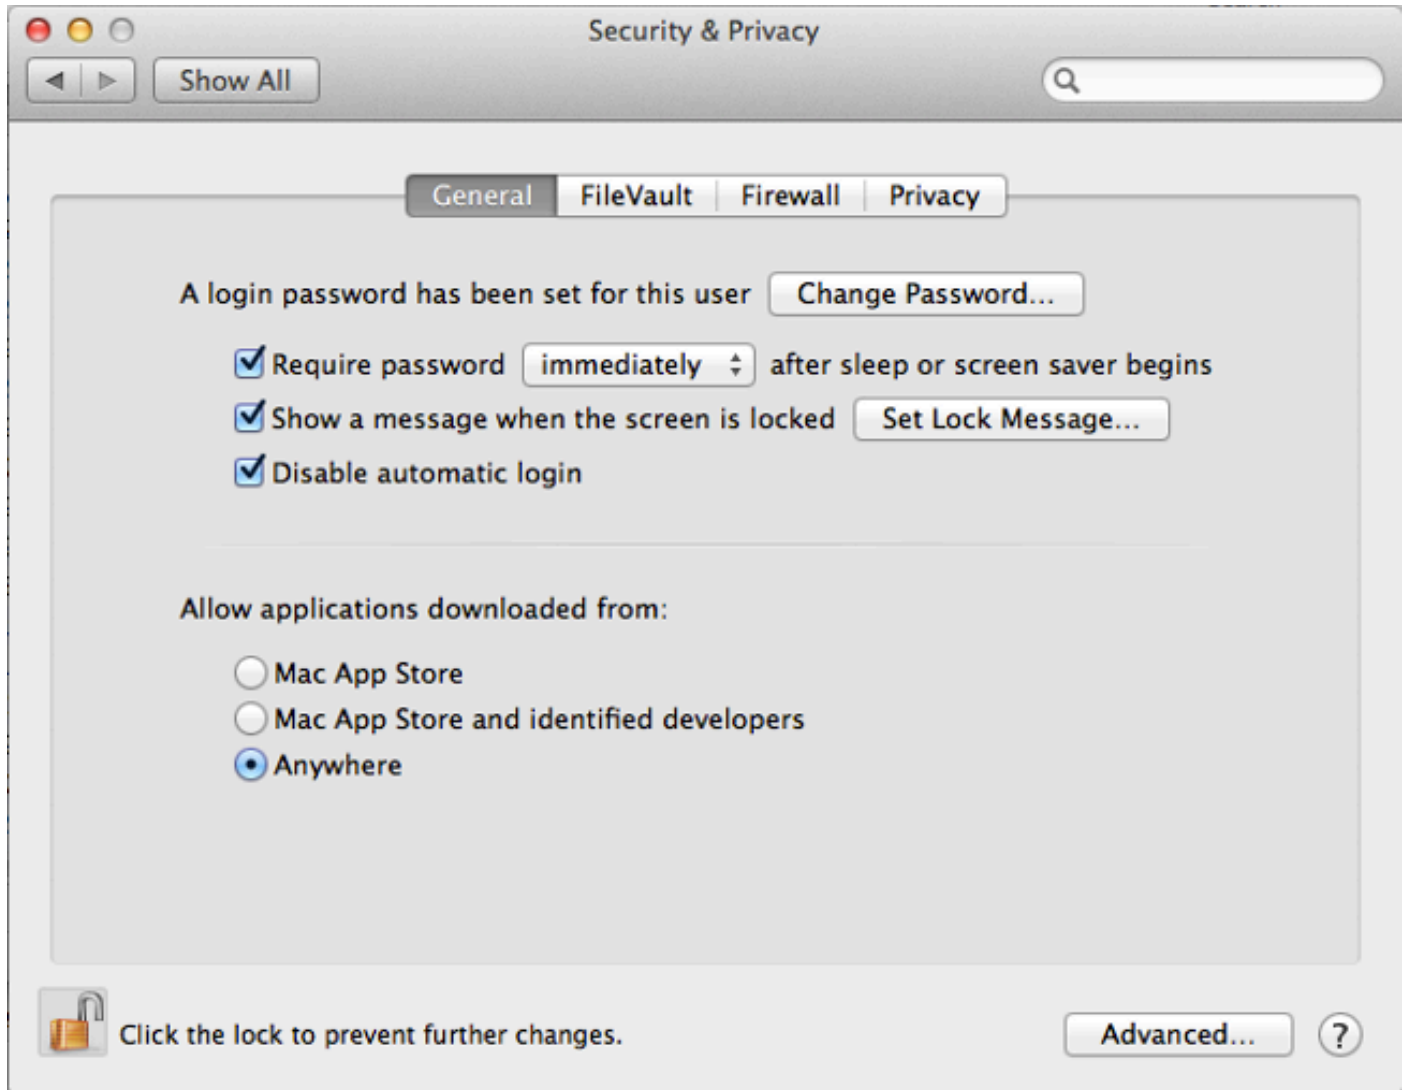 Security & Privacy
Show All
General FileVault Firewall Privacy
A login password has been set for this user Change Password...
Require password immediately after sleep or screen saver begins
Show a message when the screen is locked Set Lock Message...
Disable automatic login
Allow applications downloaded from:
Mac App Store
Mac App Store and identified developers
Anywhere
Click the lock to prevent further changes.
Advanced... ?